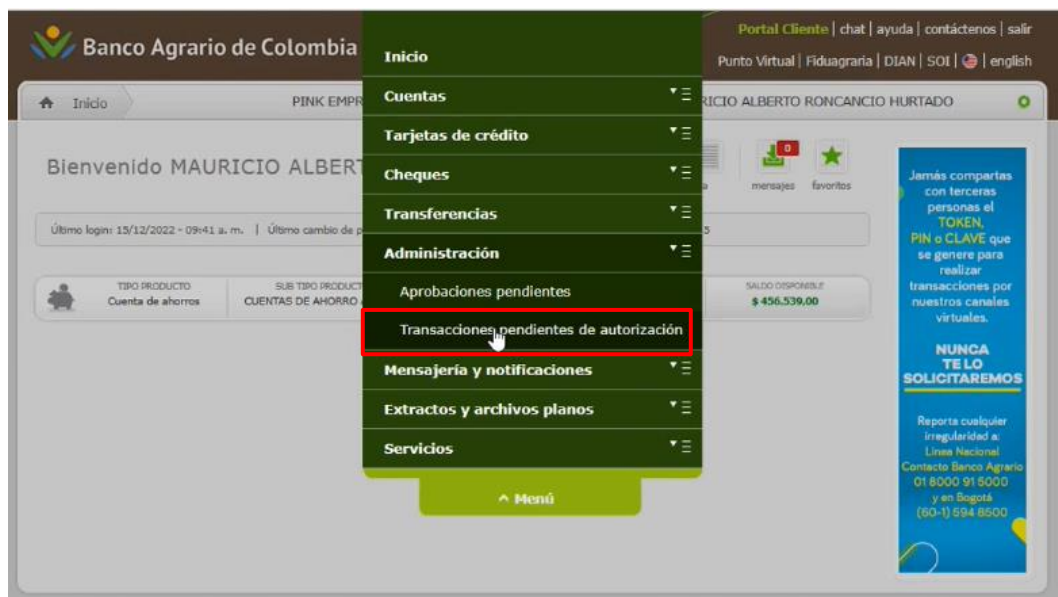 Banco Agrario de Colombia
Portal Cliente | chat | ayuda | contáctenos | salir
Punto Virtual | Fiduagraria | DIAN | SOI | english
Inicio
PINK EMPR
RICIO ALBERTO RONCANCIO HURTADO
Bienvenido MAURICIO ALBERT
0
mensajes
favoritos
Último login: 15/12/2022 - 09:41 a. m. | Último cambio de p
TIPO PRODUCTO
Cuenta de ahorros
SUB TIPO PRODUCT
CUENTAS DE AHORRO
SALDO DISPONIBLE
$ 456.539,00
Inicio
Cuentas
Tarjetas de crédito
Cheques
Transferencias
Administración
Aprobaciones pendientes
Transacciones pendientes de autorización
Mensajería y notificaciones
Extractos y archivos planos
Servicios
^ Menú
Jamás compartas
con terceras
personas el
TOKEN,
PIN o CLAVE que
se genere para
realizar
transacciones por
nuestros canales
virtuales.
NUNCA
TE LO
SOLICITAREMOS
Reporta cualquier
irregularidad a:
Línea Nacional
Contacto Banco Agrario
01 8000 91 5000
y en Bogotá
(60-1) 594 8500